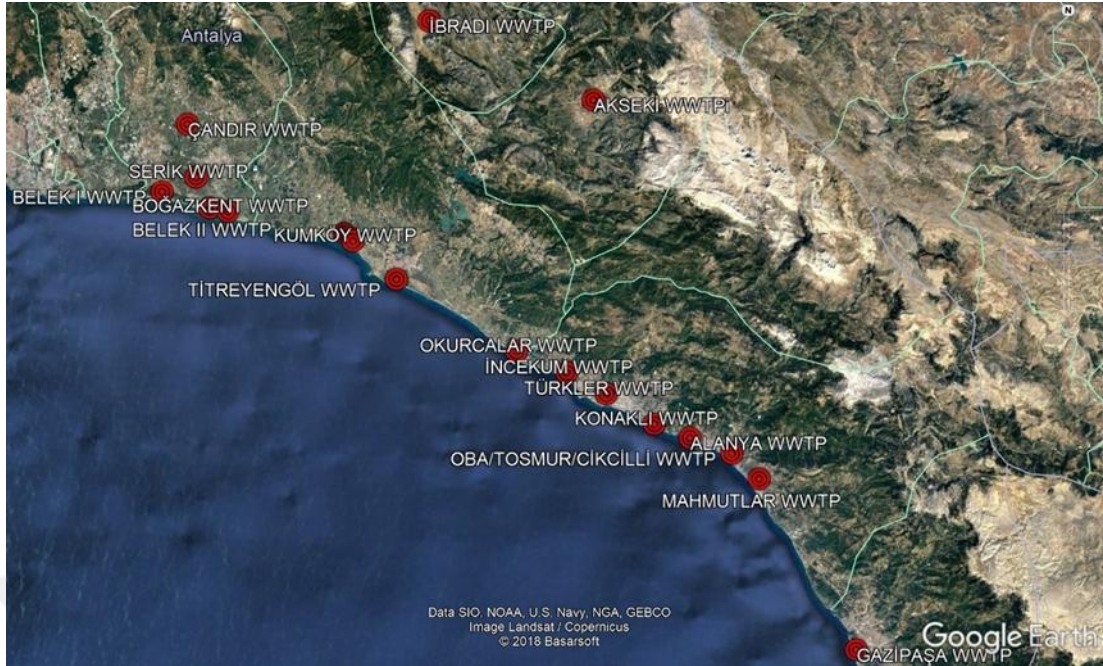 N
İBRADI WWTP
Antalya
AKSEKİ WWTP
ÇANDIR WWTP
SERİK WWTP
BELEK I WWTP
BOĞAZKENT WWTP
BELEK II WWTP
KUMKÖY WWTP
TİTREYENGÖL WWTP
OKURCALAR WWTP
İNCEKUM WWTP
TÜRKLER WWTP
KONAKLI WWTP
ALANYA WWTP
OBA/TOSMUR/CİKCİLLİ WWTP
MAHMUTLAR WWTP
Data SIO. NOAA, U.S. Navy, NGA, GEBCO
Image Landsat / Copernicus
© 2018 Basarsoft
Google Earth
GAZİPAŞA WWTP